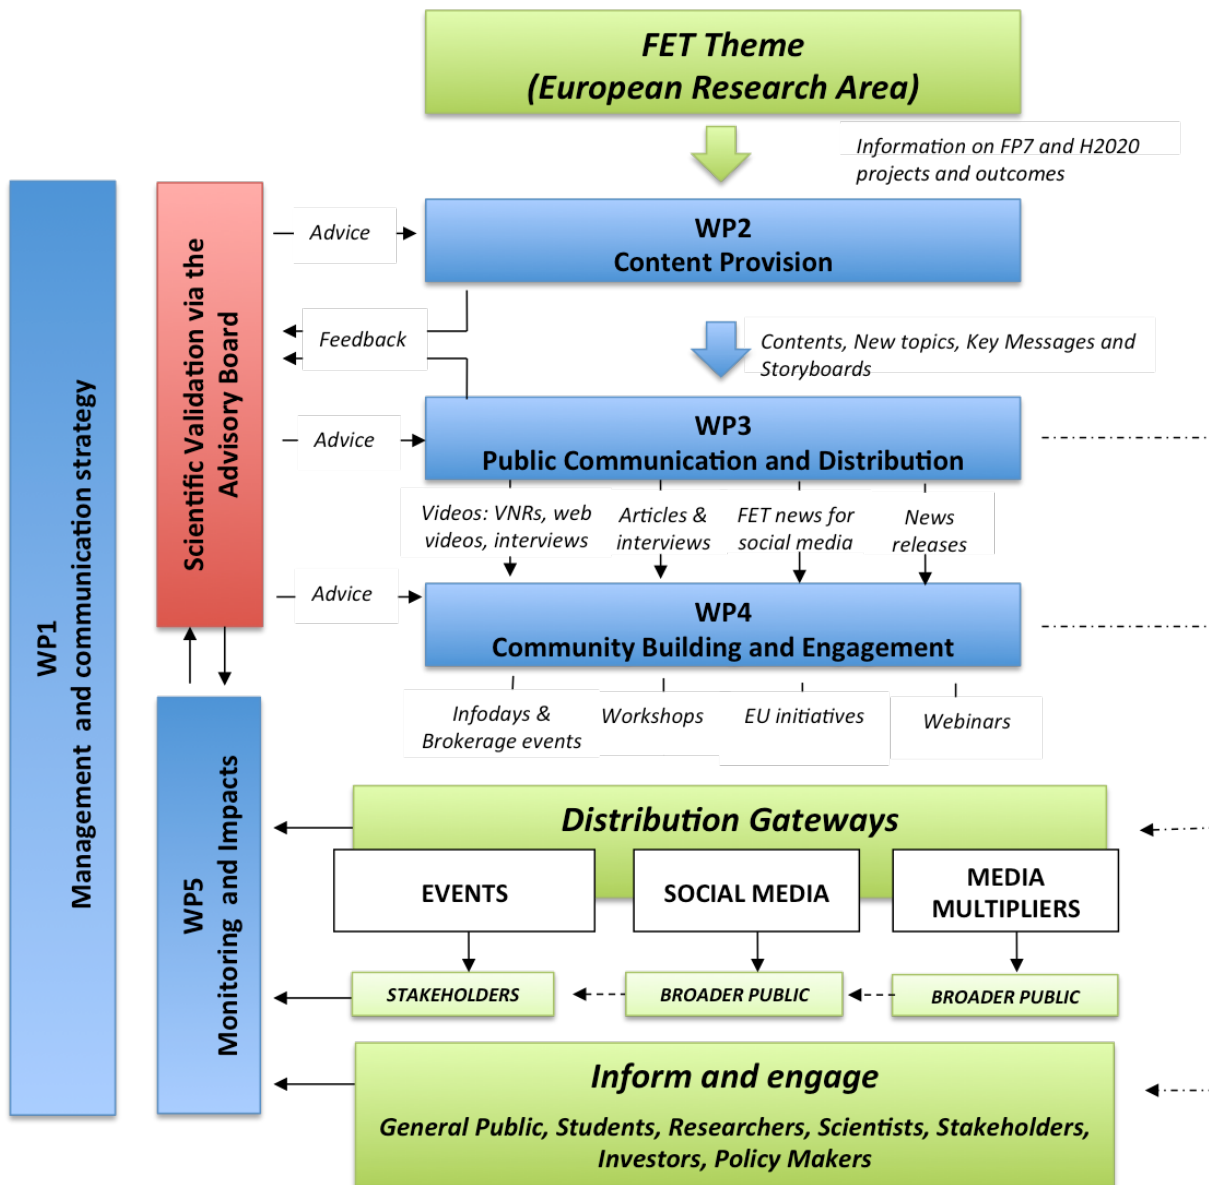 FET Theme
(European Research Area)
Information on FP7 and H2020
projects and outcomes
WP1
Management and communication strategy
Scientific Validation via the
Advisory Board
Advice
WP2
Content Provision
Feedback
Contents, New topics, Key Messages and
Storyboards
Advice
WP3
Public Communication and Distribution
Videos: VNRs, web
videos, interviews
Articles &
interviews
FET news for
social media
News
releases
Advice
WP4
Community Building and Engagement
Infodays &
Brokerage events
Workshops
EU initiatives
Webinars
WP5
Monitoring and Impacts
Distribution Gateways
EVENTS
SOCIAL MEDIA
MEDIA
MULTIPLIERS
STAKEHOLDERS
BROADER PUBLIC
BROADER PUBLIC
Inform and engage
General Public, Students, Researchers, Scientists, Stakeholders,
Investors, Policy Makers